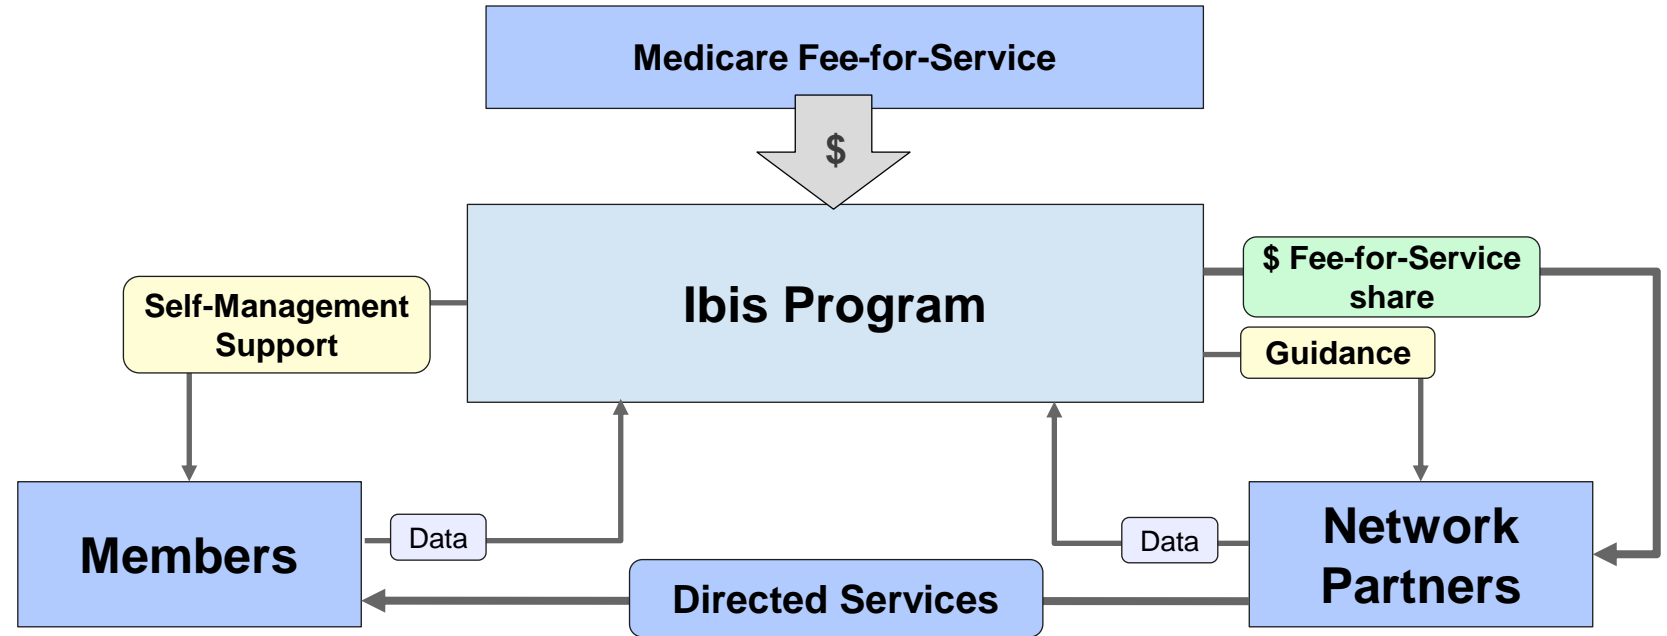 Medicare Fee-for-Service
$
Ibis Program
$ Fee-for-Service
share
Self-Management
Support
Guidance
Members
Data
Data
Network
Partners
Directed Services